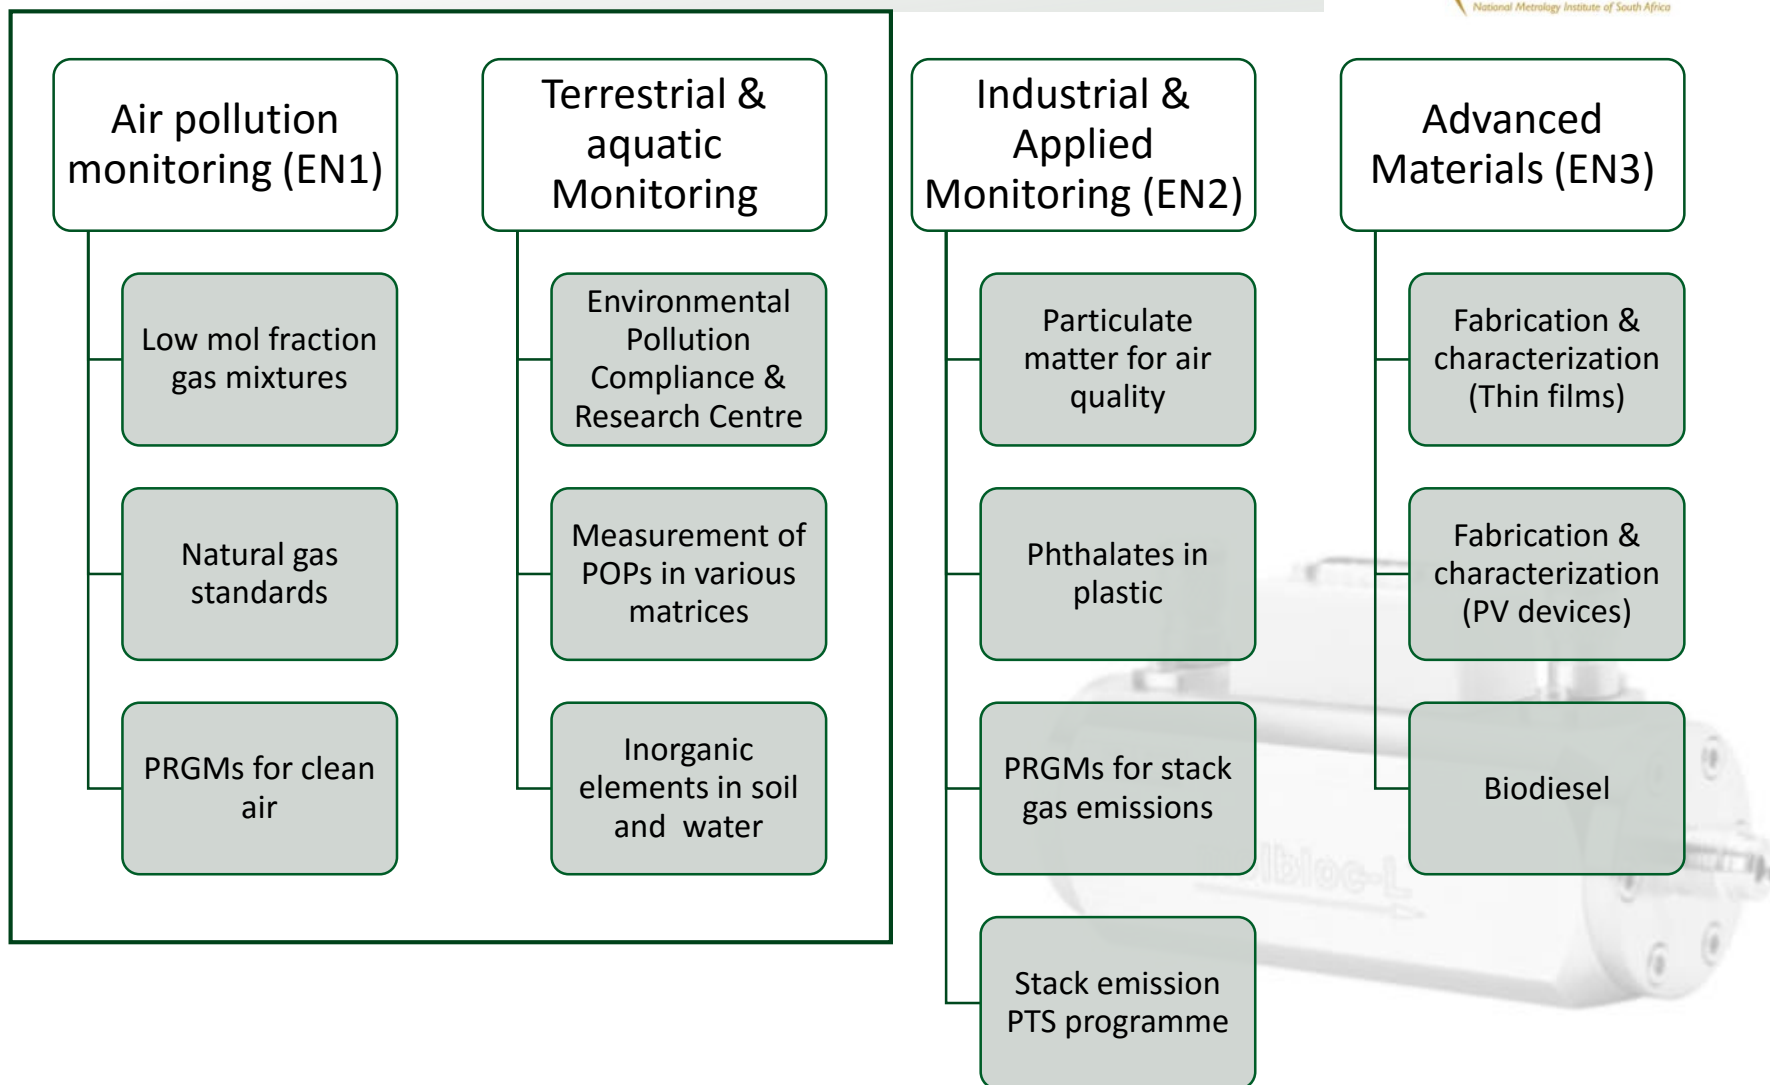 National Metrology Institute of South Africa
Air pollution
monitoring (EN1)
Low mol fraction
gas mixtures
Natural gas
standards
PRGMs for clean
air
Terrestrial &
aquatic
Monitoring
Environmental
Pollution
Compliance &
Research Centre
Measurement of
POPs in various
matrices
Inorganic
elements in soil
and water
Industrial &
Applied
Monitoring (EN2)
Particulate
matter for air
quality
Phthalates in
plastic
PRGMs for stack
gas emissions
Stack emission
PTS programme
Advanced
Materials (EN3)
Fabrication &
characterization
(Thin films)
Fabrication &
characterization
(PV devices)
Biodiesel